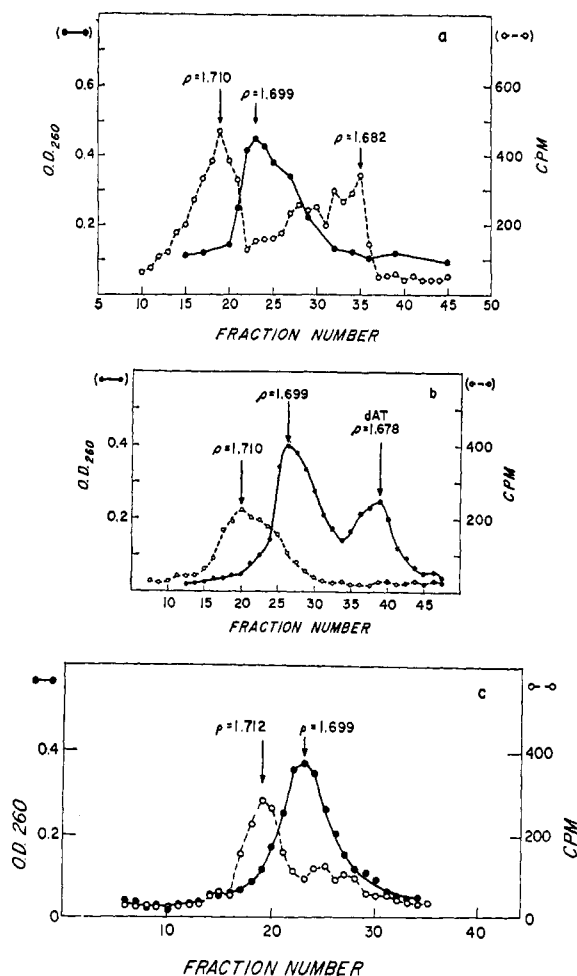 (●—●) a (○--○)
ρ=1.710
ρ=1.699
ρ=1.682
0.6
0.4
0.2
600
400
200
O.D.260
CPM
5 10 15 20 25 30 35 40 45 50
FRACTION NUMBER
(●—●) b (○--○)
ρ=1.699
dAT
ρ=1.678
ρ=1.710
0.4
0.2
400
200
O.D.260
CPM
10 15 20 25 30 35 40 45
FRACTION NUMBER
●—● c ○--○
ρ=1.712 ρ=1.699
0.4
0.2
0
400
200
0
O.D. 260
CPM
20 30 40
FRACTION NUMBER